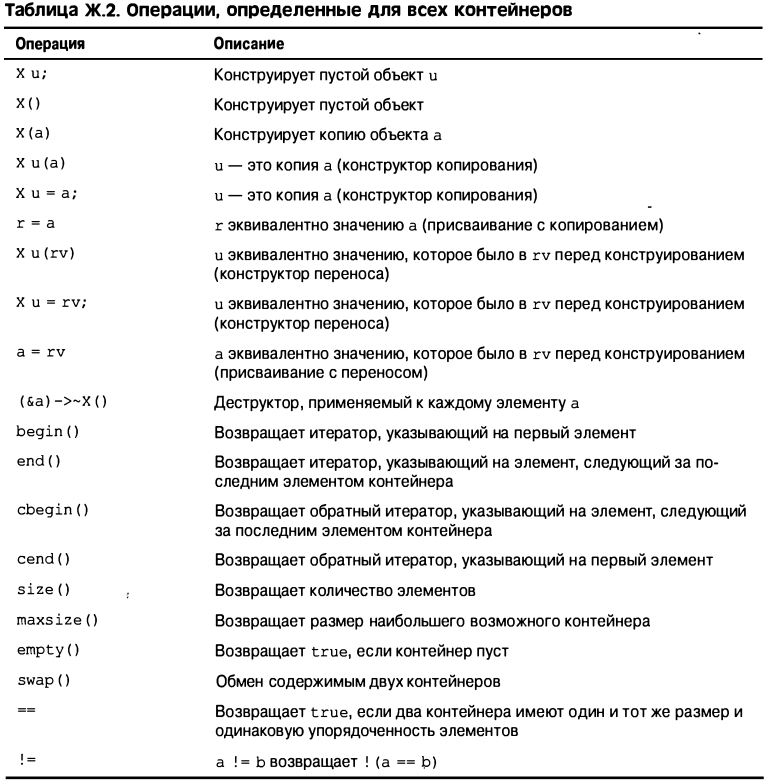 Таблица Ж.2. Операции, определенные для всех контейнеров
Операция Описание
X u; Конструирует пустой объект u
X() Конструирует пустой объект
X(a) Конструирует копию объекта a
X u(a) u — это копия a (конструктор копирования)
X u = a; u — это копия a (конструктор копирования)
r = a r эквивалентно значению a (присваивание с копированием)
X u(rv) u эквивалентно значению, которое было в rv перед конструированием
(конструктор переноса)
X u = rv; u эквивалентно значению, которое было в rv перед конструированием
(конструктор переноса)
a = rv a эквивалентно значению, которое было в rv перед конструированием
(присваивание с переносом)
(&a)->~X() Деструктор, применяемый к каждому элементу a
begin() Возвращает итератор, указывающий на первый элемент
end() Возвращает итератор, указывающий на элемент, следующий за по-
следним элементом контейнера
cbegin() Возвращает обратный итератор, указывающий на элемент, следующий
за последним элементом контейнера
cend() Возвращает обратный итератор, указывающий на первый элемент
size() Возвращает количество элементов
maxsize() Возвращает размер наибольшего возможного контейнера
empty() Возвращает true, если контейнер пуст
swap() Обмен содержимым двух контейнеров
== Возвращает true, если два контейнера имеют один и тот же размер и
одинаковую упорядоченность элементов
!= a != b возвращает !(a == b)